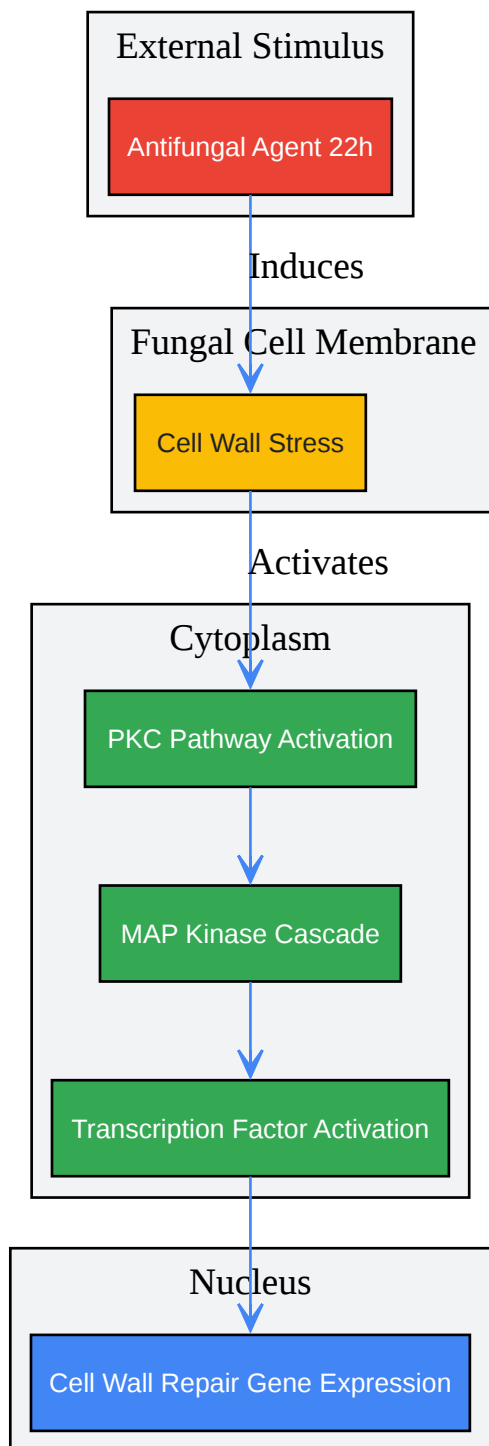 External Stimulus
Antifungal Agent 22h
Induces
Fungal Cell Membrane
Cell Wall Stress
Activates
Cytoplasm
PKC Pathway Activation
MAP Kinase Cascade
Transcription Factor Activation
Nucleus
Cell Wall Repair Gene Expression